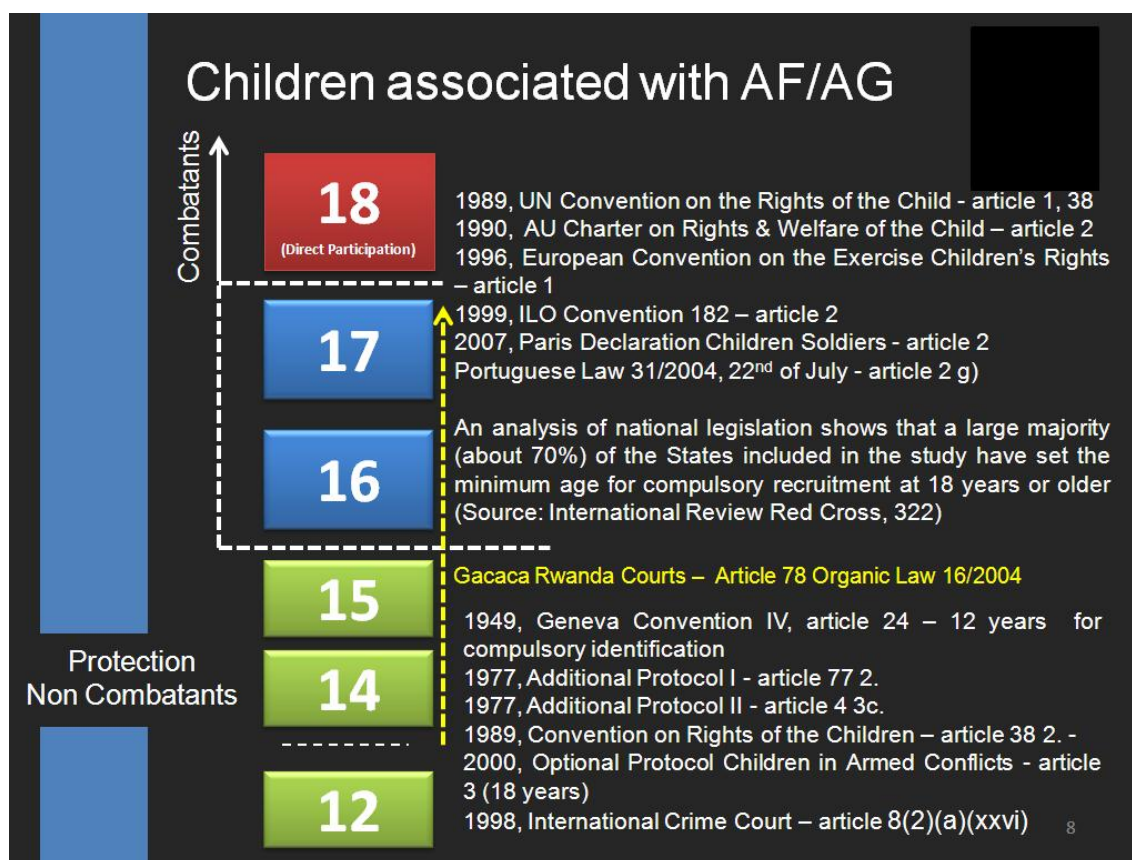 Children associated with AF/AG
Combatants
18
(Direct Participation)
17
16
15
14
12
Protection
Non Combatants
1989, UN Convention on the Rights of the Child - article 1, 38
1990, AU Charter on Rights & Welfare of the Child – article 2
1996, European Convention on the Exercise Children's Rights
– article 1
1999, ILO Convention 182 – article 2
2007, Paris Declaration Children Soldiers - article 2
Portuguese Law 31/2004, 22nd of July - article 2 g)
An analysis of national legislation shows that a large majority
(about 70%) of the States included in the study have set the
minimum age for compulsory recruitment at 18 years or older
(Source: International Review Red Cross, 322)
Gacaca Rwanda Courts – Article 78 Organic Law 16/2004
1949, Geneva Convention IV, article 24 – 12 years for
compulsory identification
1977, Additional Protocol I - article 77 2.
1977, Additional Protocol II - article 4 3c.
1989, Convention on Rights of the Children – article 38 2. -
2000, Optional Protocol Children in Armed Conflicts - article
3 (18 years)
1998, International Crime Court – article 8(2)(a)(xxvi)
8